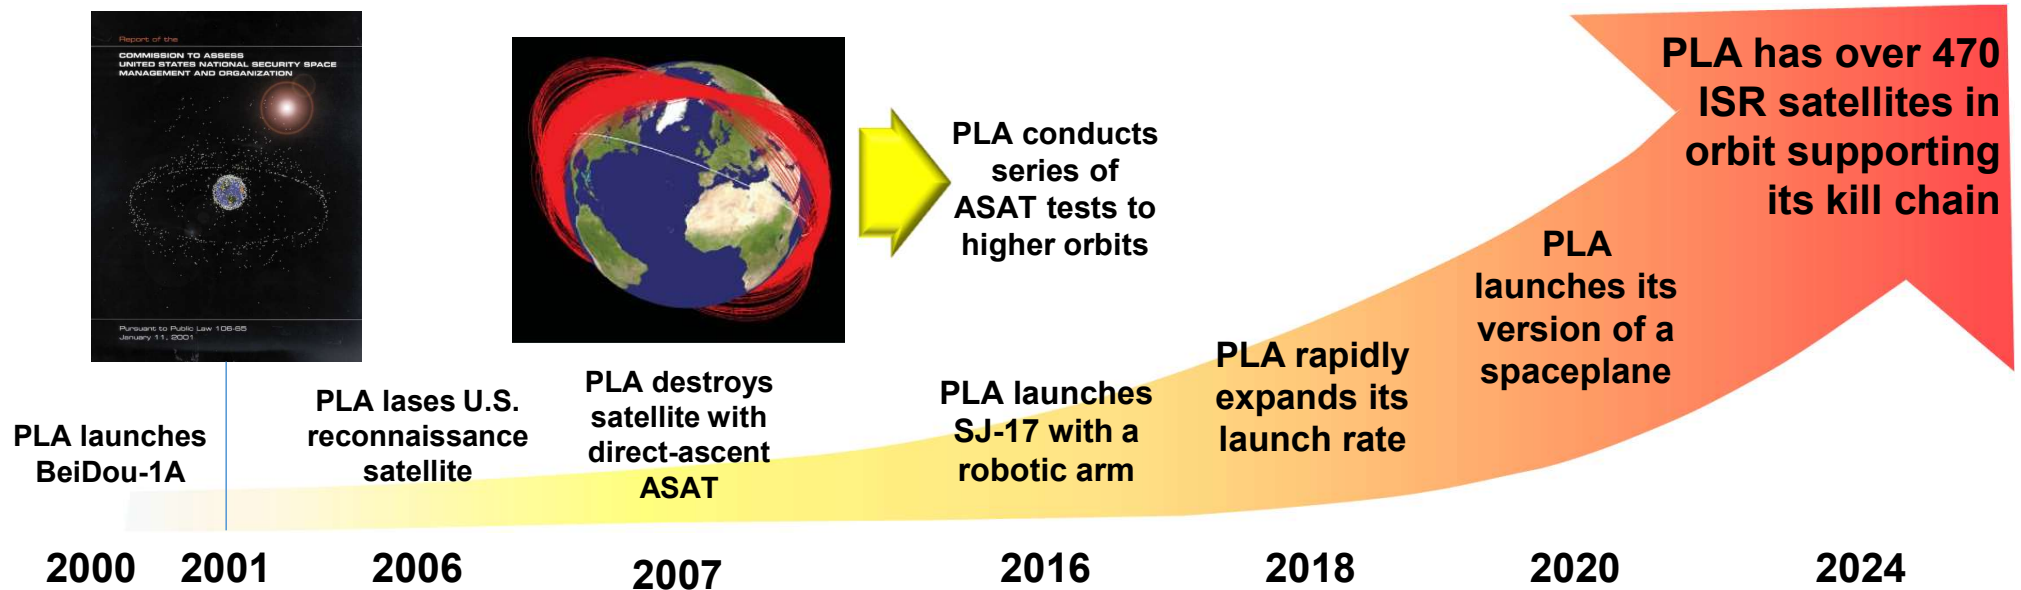 Report of the
COMMISSION TO ASSESS
UNITED STATES NATIONAL SECURITY SPACE
MANAGEMENT AND ORGANIZATION
Pursuant to Public Law 106-65
January 11, 2001
PLA launches
BeiDou-1A
PLA lases U.S.
reconnaissance
satellite
PLA destroys
satellite with
direct-ascent
ASAT
PLA conducts
series of
ASAT tests to
higher orbits
PLA launches
SJ-17 with a
robotic arm
PLA rapidly
expands its
launch rate
PLA
launches its
version of a
spaceplane
PLA has over 470
ISR satellites in
orbit supporting
its kill chain
2000
2001
2006
2007
2016
2018
2020
2024